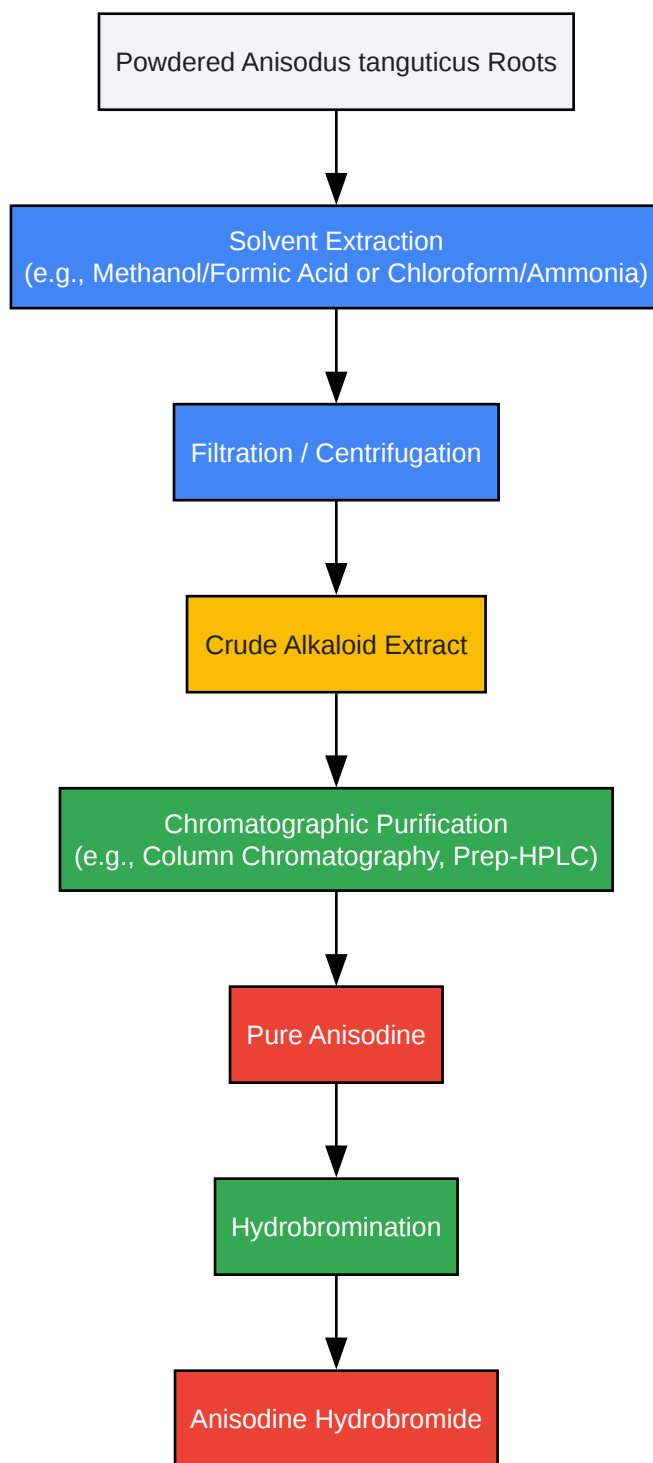 Powdered Anisodus tanguticus Roots
Solvent Extraction
(e.g., Methanol/Formic Acid or Chloroform/Ammonia)
Filtration / Centrifugation
Crude Alkaloid Extract
Chromatographic Purification
(e.g., Column Chromatography, Prep-HPLC)
Pure Anisodine
Hydrobromination
Anisodine Hydrobromide